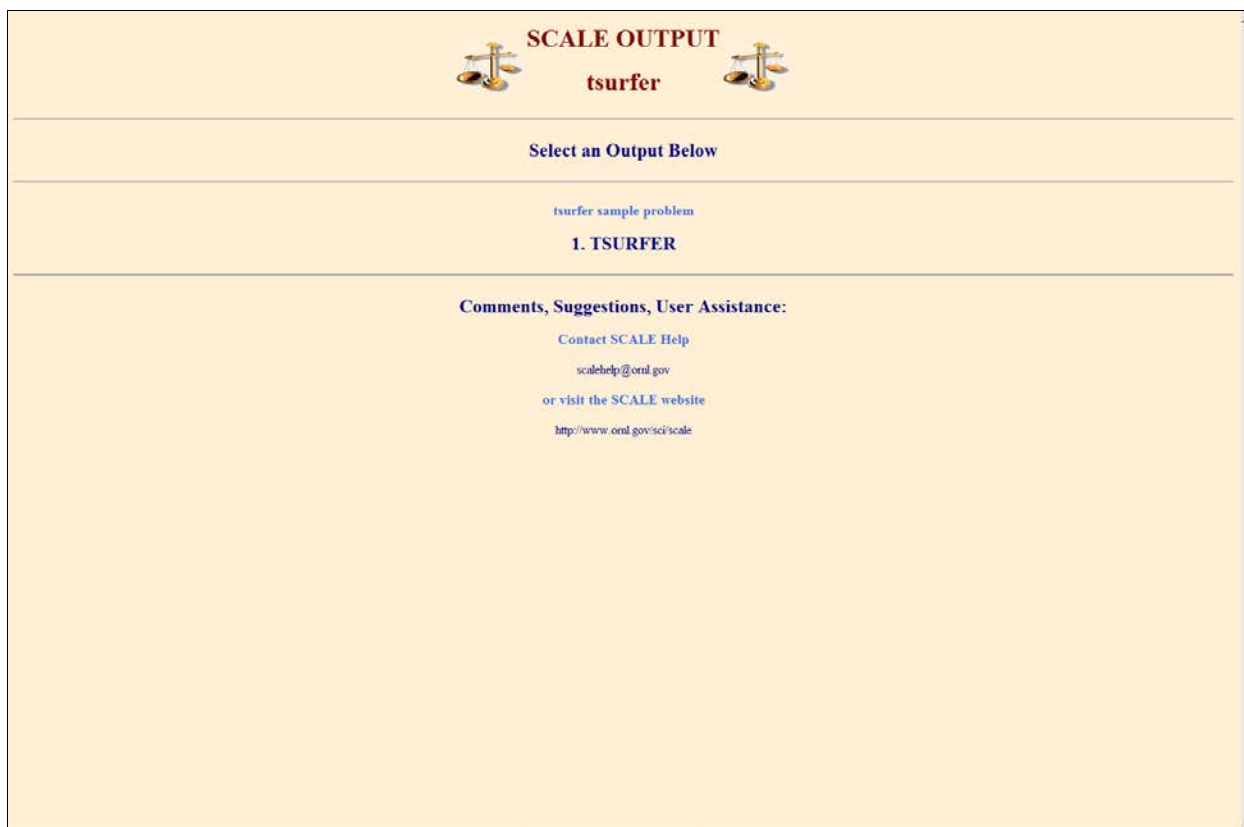 SCALE OUTPUT
tsurfer
Select an Output Below
tsurfer sample problem
1. TSURFER
Comments, Suggestions, User Assistance:
Contact SCALE Help
scalehelp@ornl.gov
or visit the SCALE website
http://www.ornl.gov/sci/scale